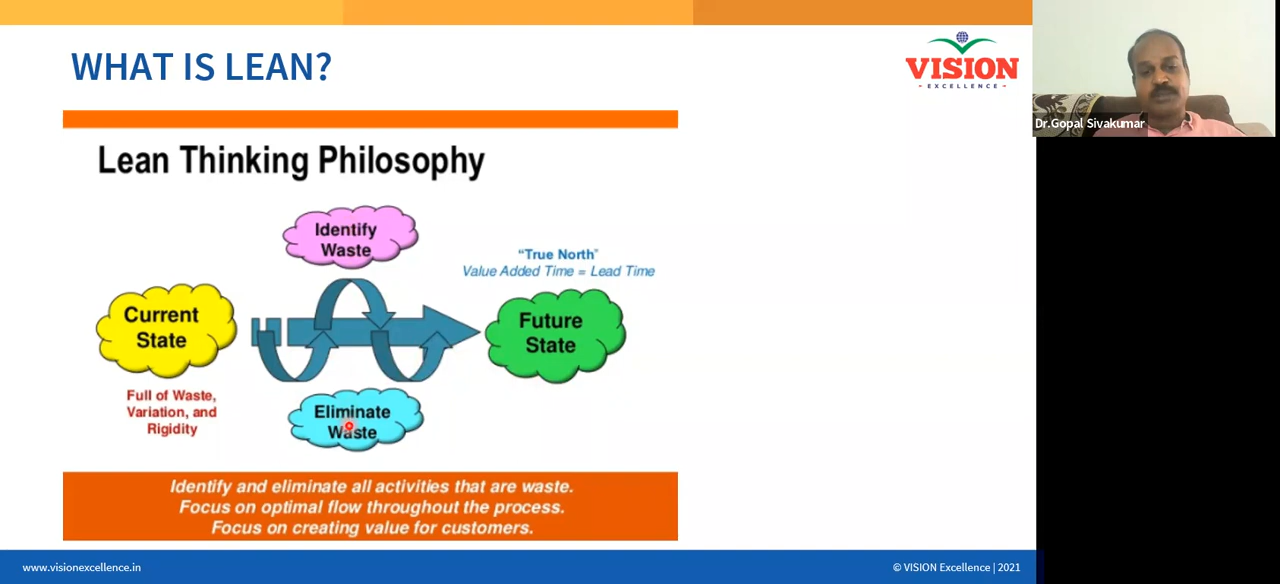 WHAT IS LEAN?
VISION
- EXCELLENCE -
Dr.Gopal Sivakumar
Lean Thinking Philosophy
Identify
Waste
"True North"
Value Added Time = Lead Time
Current
State
Future
State
Full of Waste,
Variation, and
Rigidity
Eliminate
Waste
Identify and eliminate all activities that are waste.
Focus on optimal flow throughout the process.
Focus on creating value for customers.
www.visionexcellence.in
© VISION Excellence | 2021